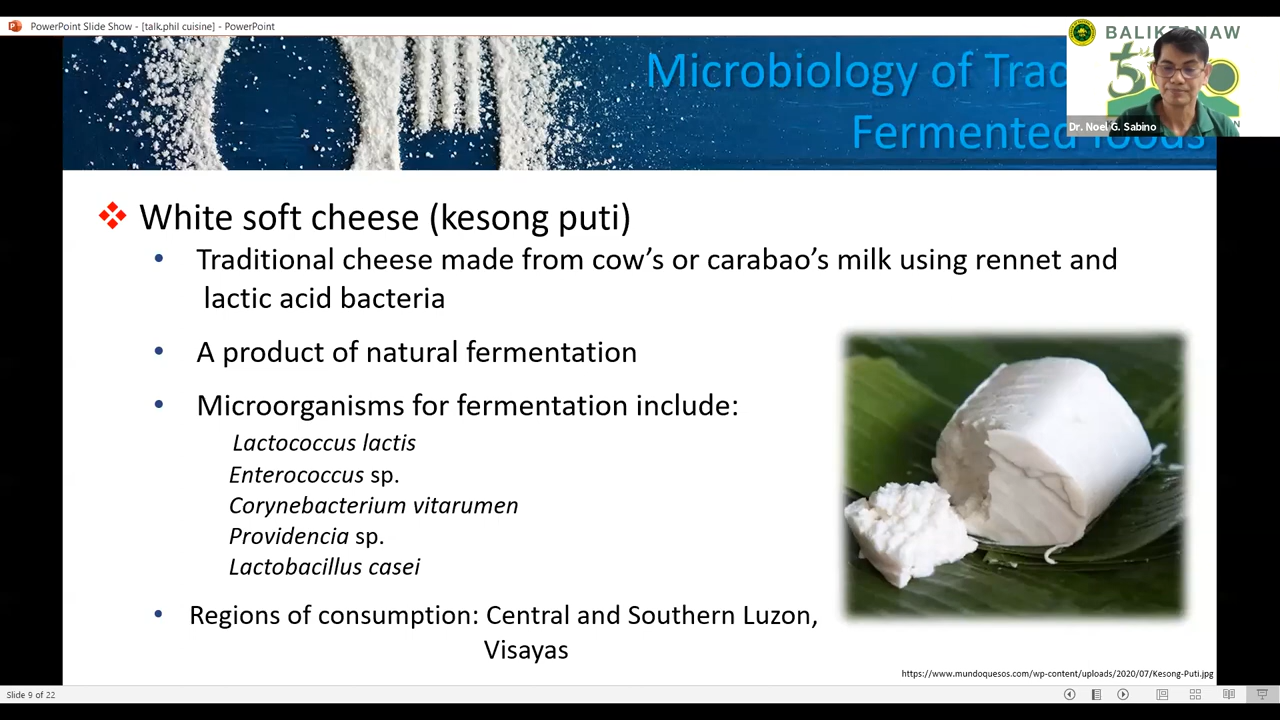 PowerPoint Slide Show - [talk.phil cuisine] - PowerPoint
BALIKTANAW
Microbiology of Trad
Fermented foods
Dr. Noel G. Sabino
White soft cheese (kesong puti)
• Traditional cheese made from cow's or carabao's milk using rennet and
lactic acid bacteria
• A product of natural fermentation
• Microorganisms for fermentation include:
Lactococcus lactis
Enterococcus sp.
Corynebacterium vitarumen
Providencia sp.
Lactobacillus casei
• Regions of consumption: Central and Southern Luzon,
Visayas
https://www.mundoquesos.com/wp-content/uploads/2020/07/Kesong-Puti.jpg
Slide 9 of 22